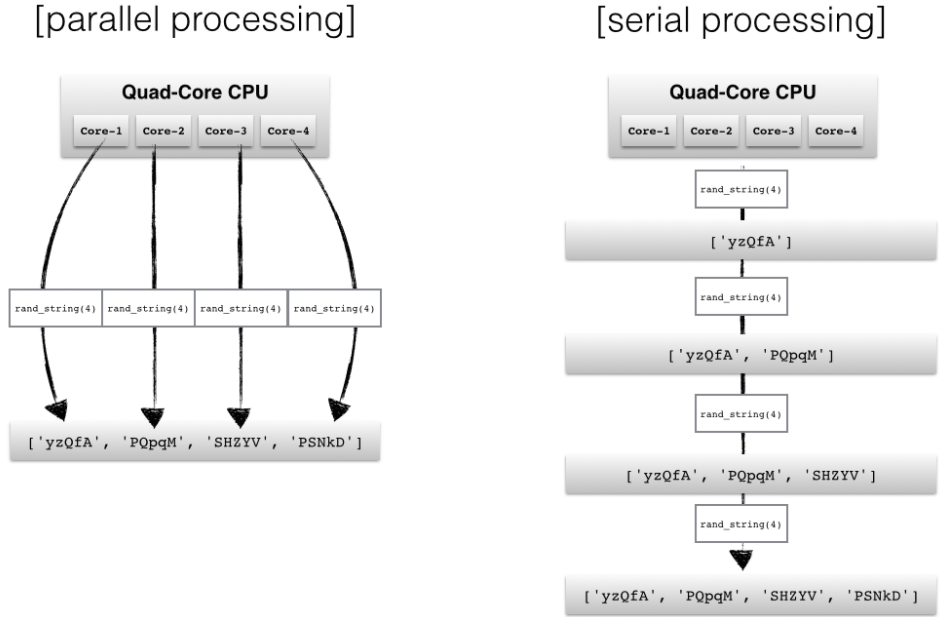 [parallel processing]
Quad-Core CPU
Core-1 Core-2 Core-3 Core-4
rand_string(4) rand_string(4) rand_string(4) rand_string(4)
['yzQfA', 'PQpqM', 'SHZYV', 'PSNkD']
[serial processing]
Quad-Core CPU
Core-1 Core-2 Core-3 Core-4
rand_string(4)
['yzQfA']
rand_string(4)
['yzQfA', 'PQpqM']
rand_string(4)
['yzQfA, 'PQpqM', 'SHZYV']
rand_string(4)
['yzQfA', 'PQpqM', 'SHZYV', 'PSNkD']